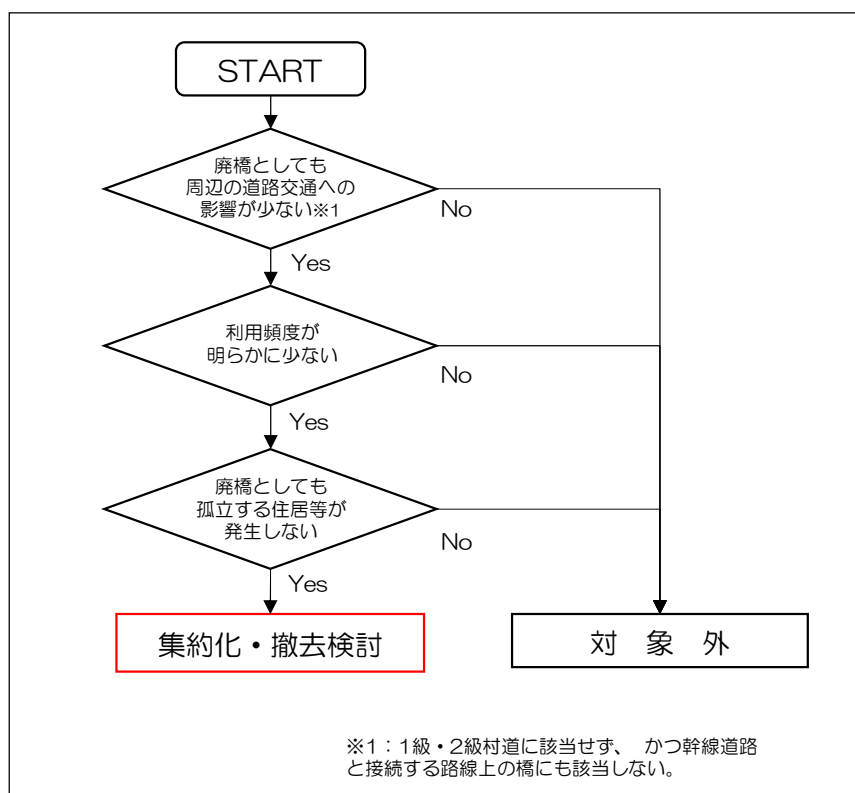 START
廃橋としても
周辺の道路交通への
影響が少ない※1
No
Yes
利用頻度が
明らかに少ない
No
Yes
廃橋としても
孤立する住居等が
発生しない
No
Yes
集約化・撤去検討
対 象 外
※1：1級・2級村道に該当せず、 かつ幹線道路
と接続する路線上の橋にも該当しない。